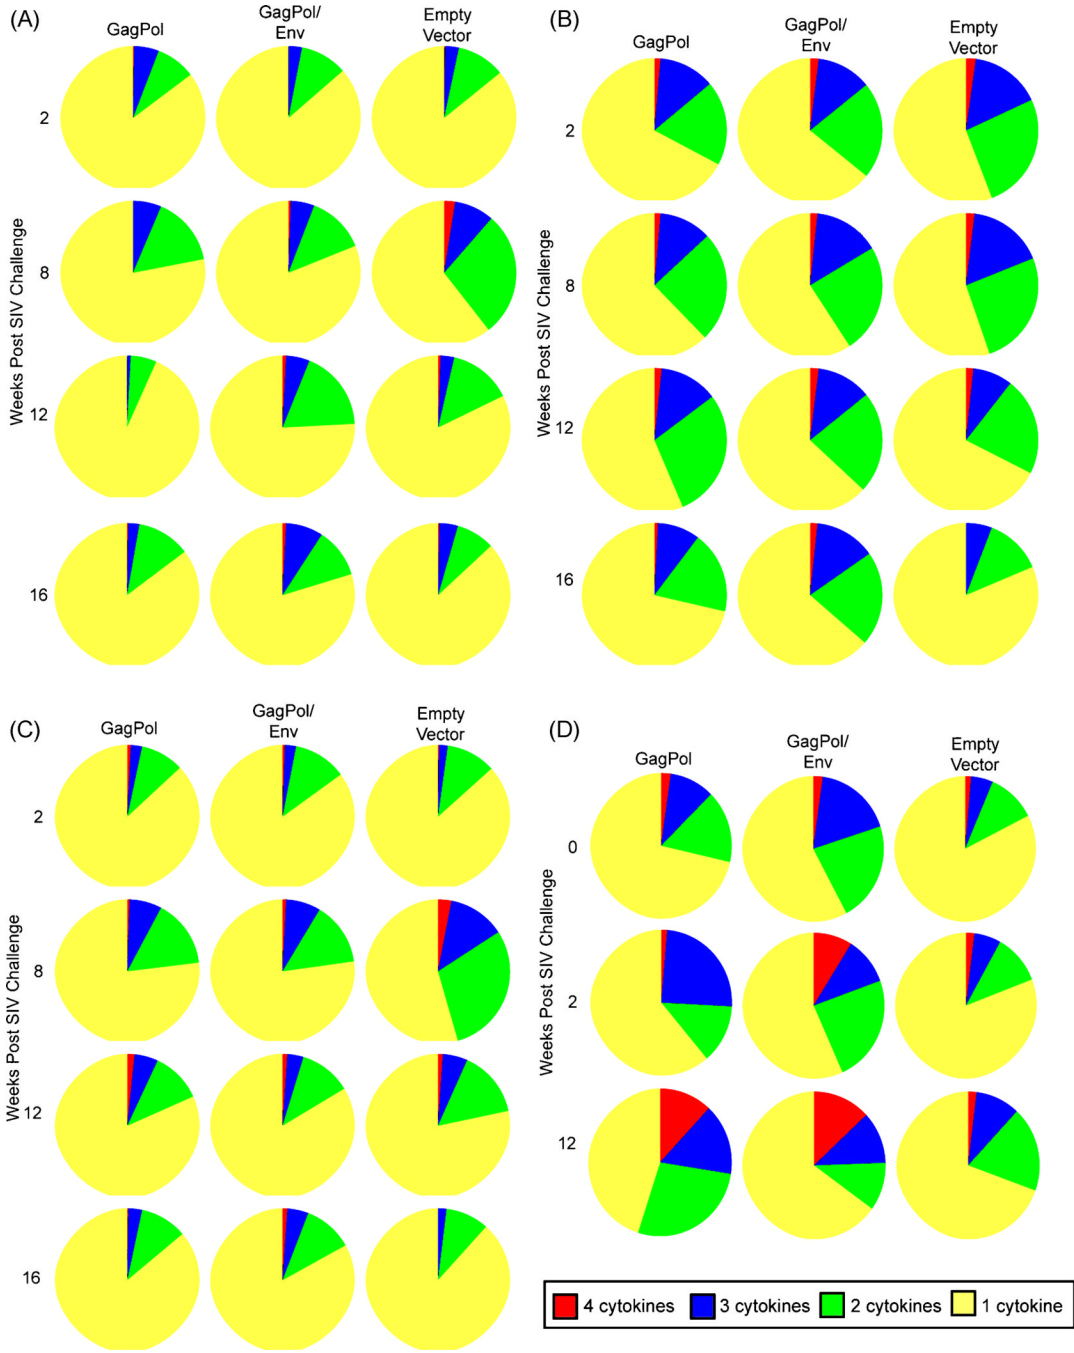 (A)
GagPol
GagPol/
Env
Empty
Vector
Weeks Post SIV Challenge
2
8
12
16
(B)
GagPol
GagPol/
Env
Empty
Vector
Weeks Post SIV Challenge
2
8
12
16
(C)
GagPol
GagPol/
Env
Empty
Vector
Weeks Post SIV Challenge
2
8
12
16
(D)
GagPol
GagPol/
Env
Empty
Vector
Weeks Post SIV Challenge
0
2
12
4 cytokines
3 cytokines
2 cytokines
1 cytokine